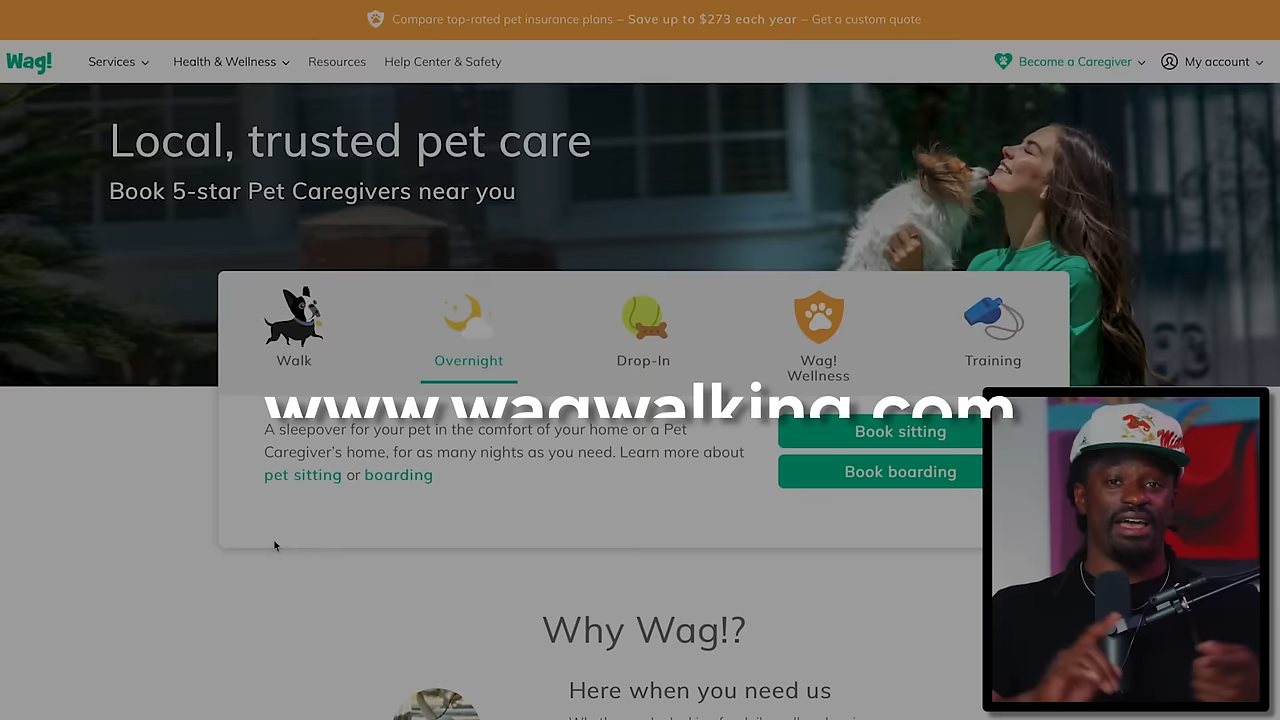 Compare top-rated pet insurance plans – Save up to $273 each year – Get a custom quote
Wag!
Services
Health & Wellness
Resources
Help Center & Safety
Become a Caregiver
My account
Local, trusted pet care
Book 5-star Pet Caregivers near you
Walk
Overnight
Drop-In
Wag!
Wellness
Training
www.wagwalking.com
A sleepover for your pet in the comfort of your home or a Pet
Caregiver's home, for as many nights as you need. Learn more about
pet sitting or boarding
Book sitting
Book boarding
Why Wag!?
Here when you need us